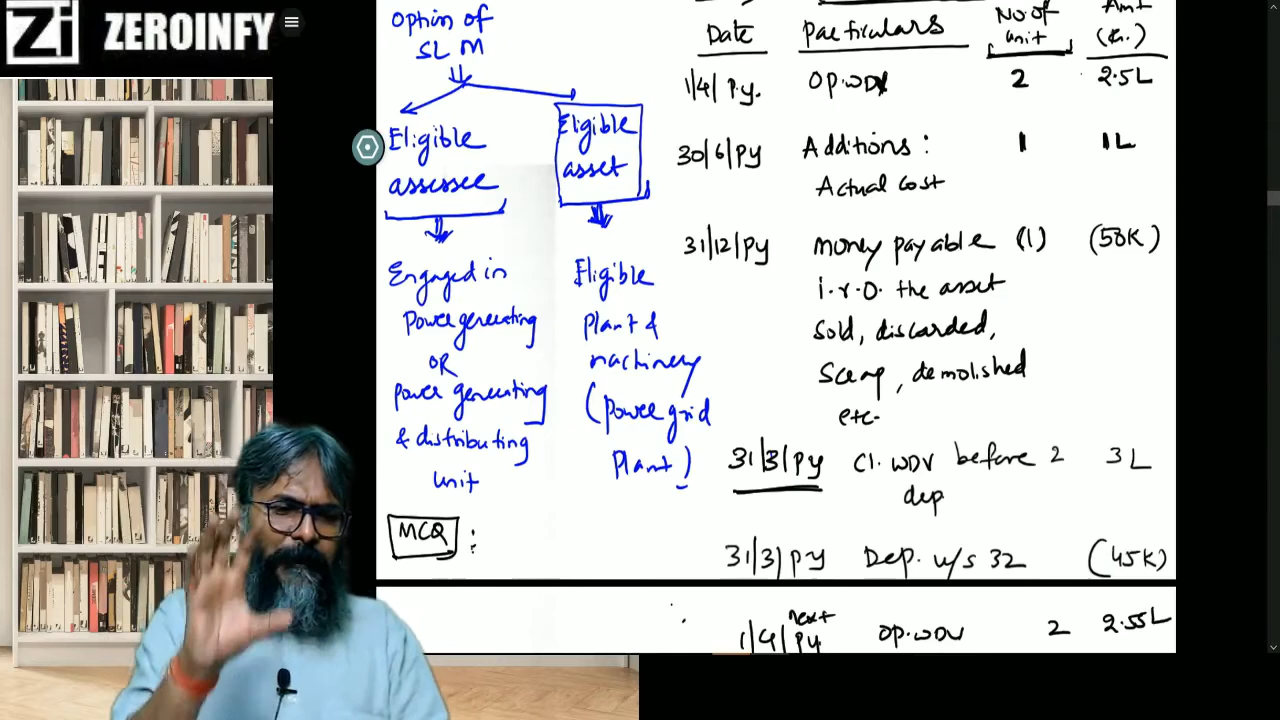 Zi ZEROINFY
Option of
SLM
Eligible
assessee
Eligible
asset
Engaged in
Power generating
OR
Power generating
& distributing
unit
Eligible
Plant &
machinery
(Power grid
Plant)
MCQ :
Date Particulars No of unit Amt (Rs.)
1/4/P.Y. Op. WDV 2 2.5L
30/6/PY Additions : 1 1L
Actual cost
31/12/PY money payable (1) (50K)
i.r.o. the asset
Sold, discarded,
Scrap, demolished
etc.
31/3/PY Cl. WDV before 2 3L
dep
31/3/PY Dep. u/s 32 (45K)
1/4/next PY Op. WDV 2 2.55L